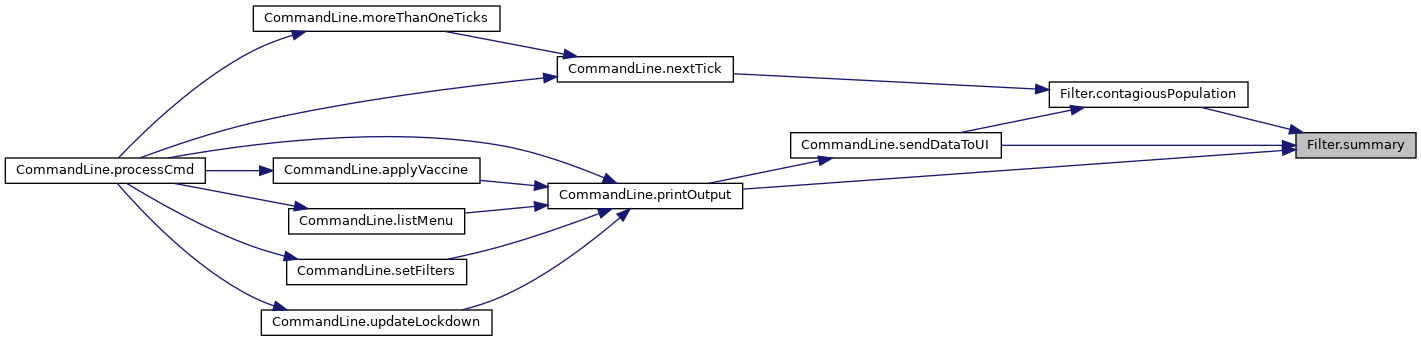 CommandLine.moreThanOneTicks
CommandLine.nextTick
Filter.contagiousPopulation
CommandLine.sendDataToUI
Filter.summary
CommandLine.processCmd
CommandLine.applyVaccine
CommandLine.printOutput
CommandLine.listMenu
CommandLine.setFilters
CommandLine.updateLockdown